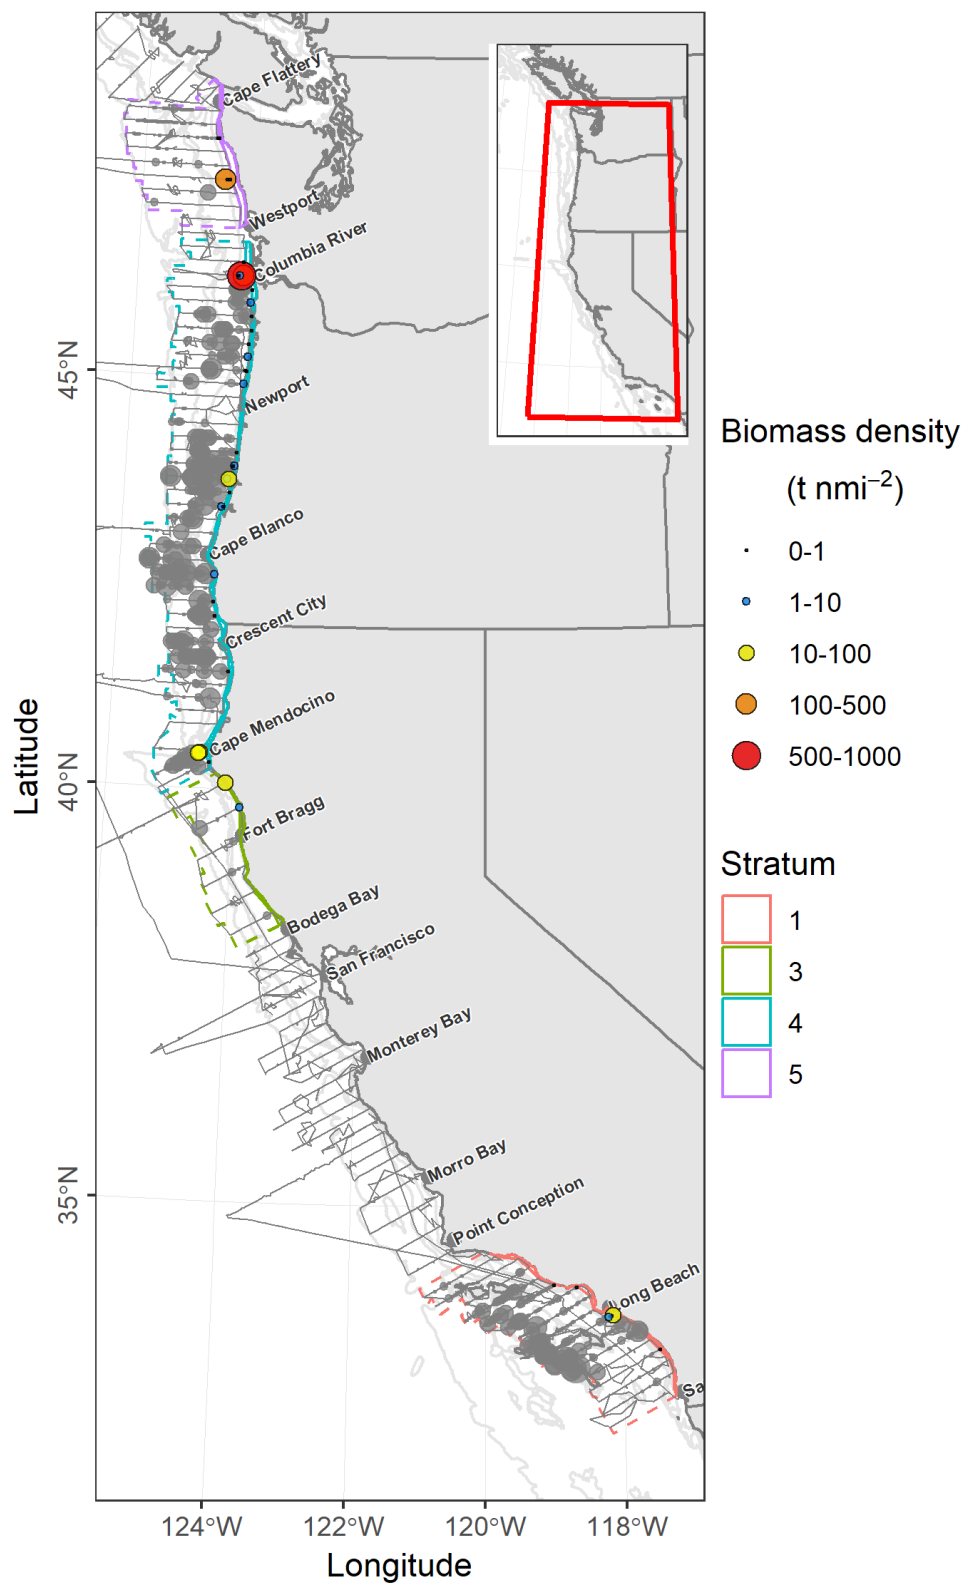 Cape Flattery
Westport
Columbia River
Newport
Cape Blanco
Crescent City
Cape Mendocino
Fort Bragg
Bodega Bay
San Francisco
Monterey Bay
Morro Bay
Point Conception
Long Beach
Sa
45°N
40°N
35°N
Latitude
124°W 122°W 120°W 118°W
Longitude
Biomass density
(t nmi−2)
0-1
1-10
10-100
100-500
500-1000
Stratum
1
3
4
5